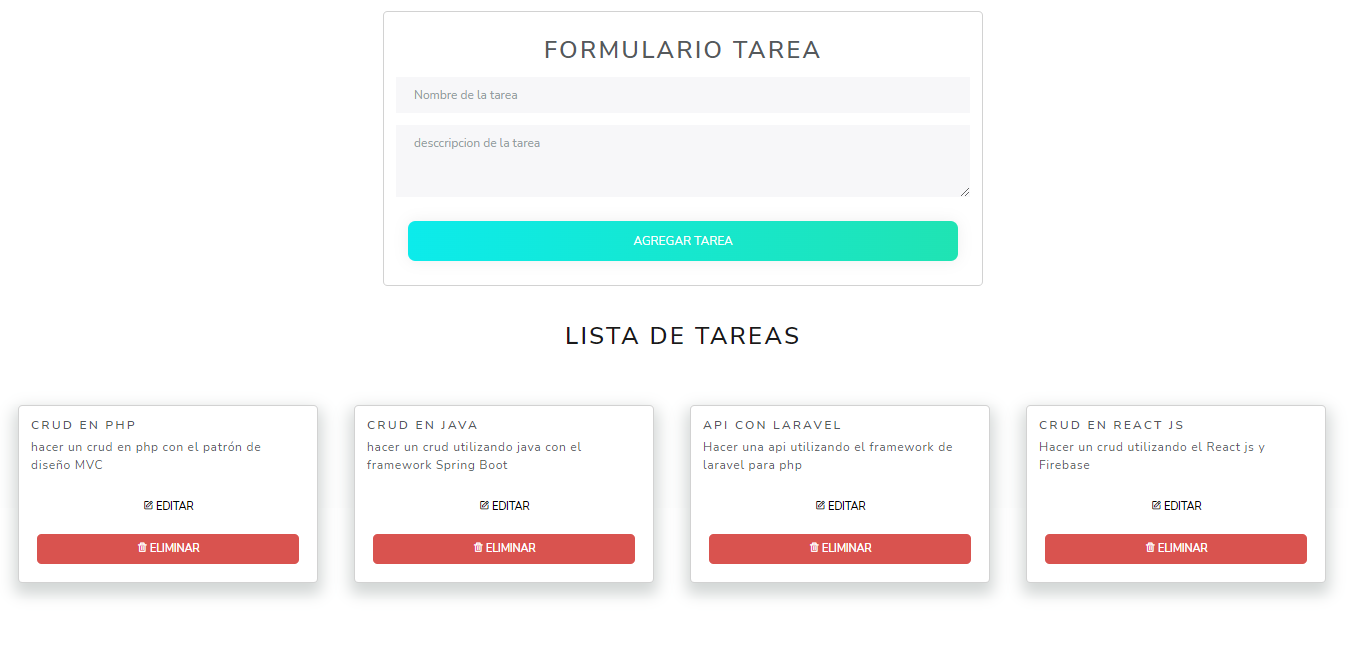 FORMULARIO TAREA
Nombre de la tarea
desccripcion de la tarea
AGREGAR TAREA
LISTA DE TAREAS
CRUD EN PHP
hacer un crud en php con el patrón de
diseño MVC
EDITAR
ELIMINAR
CRUD EN JAVA
hacer un crud utilizando java con el
framework Spring Boot
EDITAR
ELIMINAR
API CON LARAVEL
Hacer una api utilizando el framework de
laravel para php
EDITAR
ELIMINAR
CRUD EN REACT JS
Hacer un crud utilizando el React js y
Firebase
EDITAR
ELIMINAR